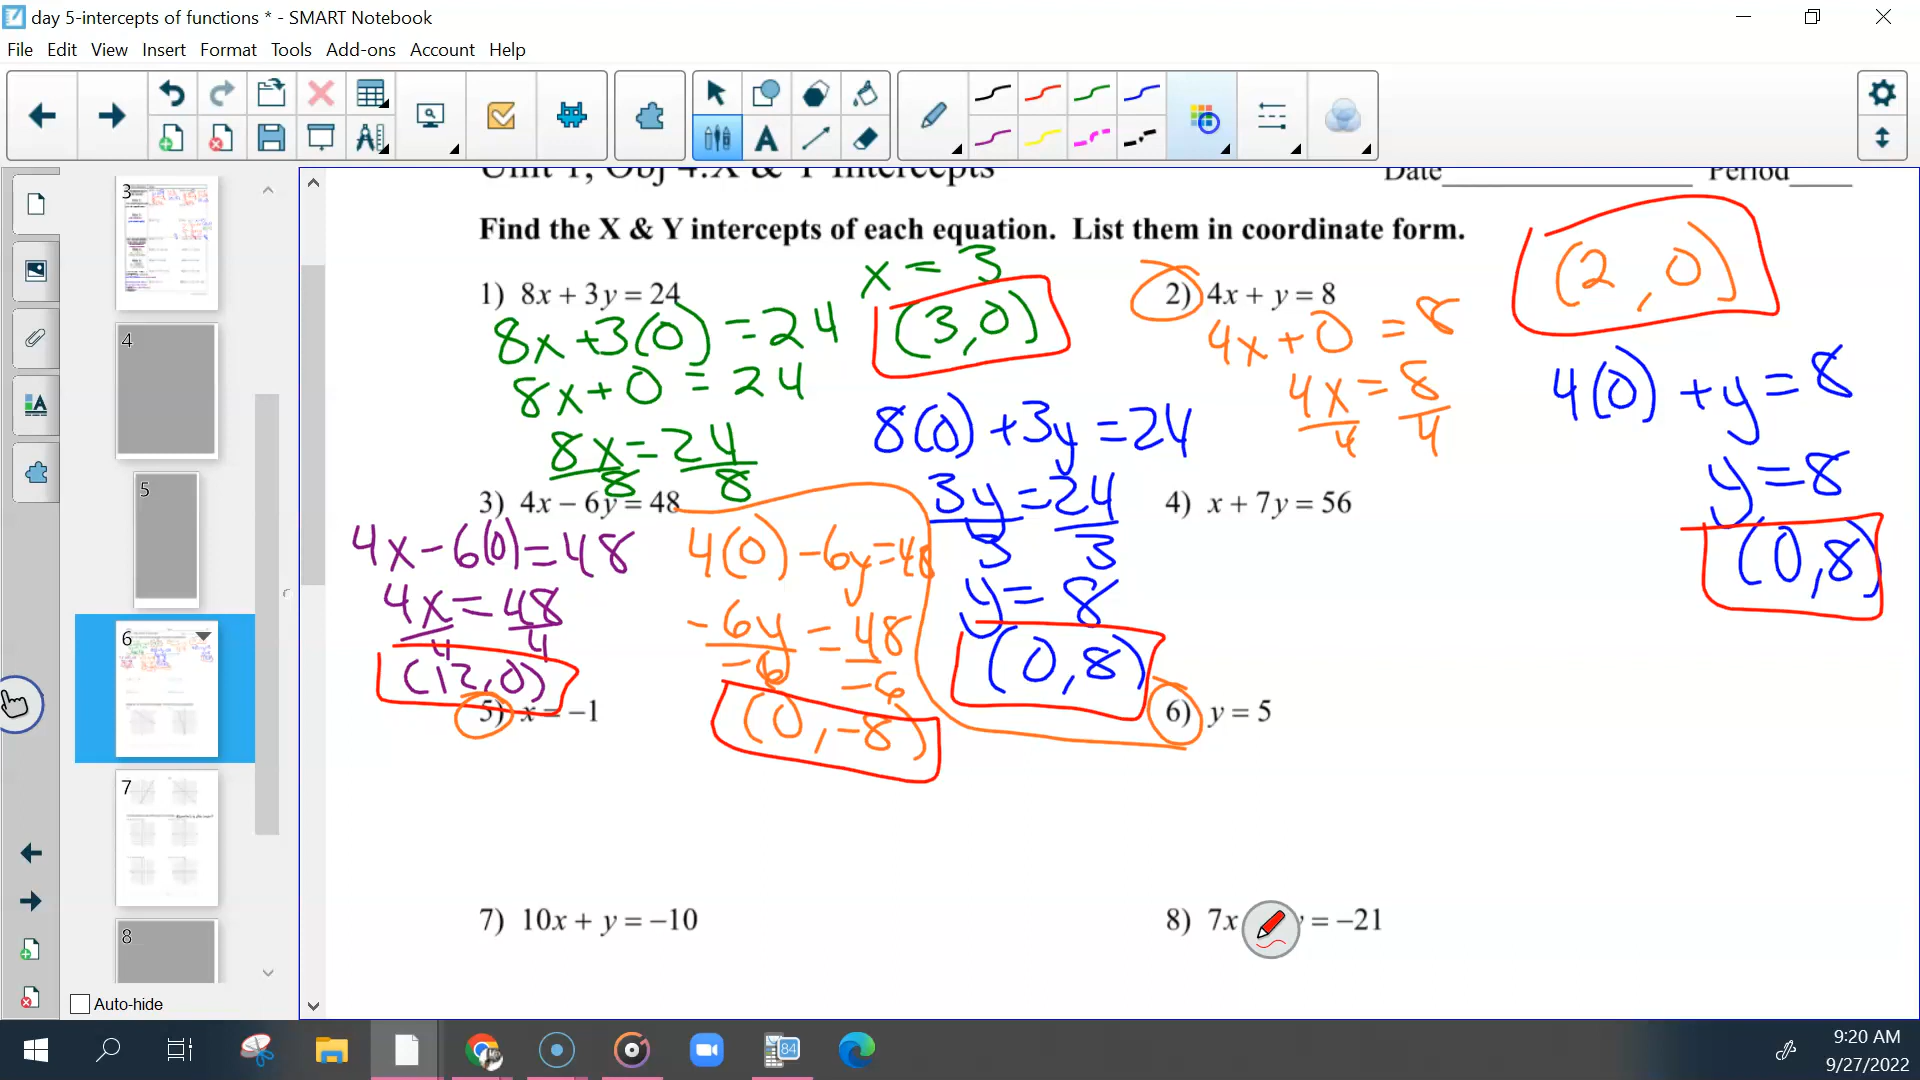 day 5-intercepts of functions * - SMART Notebook
File Edit View Insert Format Tools Add-ons Account Help
3
4
5
6
7
8
Auto-hide
Unit 1, Obj 4:X & Y Intercepts
Date Period
Find the X & Y intercepts of each equation. List them in coordinate form.
1) 8x + 3y = 24
8x+3(0) = 24
8x+0 = 24
8x = 24
8 8
x = 3
(3,0)
8(0) +3y =24
3y =24
3 3
y = 8
(0,8)
2) 4x + y = 8
4x+0 = 8
4x = 8
4 4
(2,0)
4(0) +y=8
y=8
(0,8)
3) 4x − 6y = 48
4x-6(0)=48
4x=48
4 4
(12,0)
4(0)-6y=48
-6y = 48
-6 -6
(0,-8)
4) x + 7y = 56
5) x = −1
6) y = 5
7) 10x + y = −10
8) 7x = −21
84
9:20 AM
9/27/2022